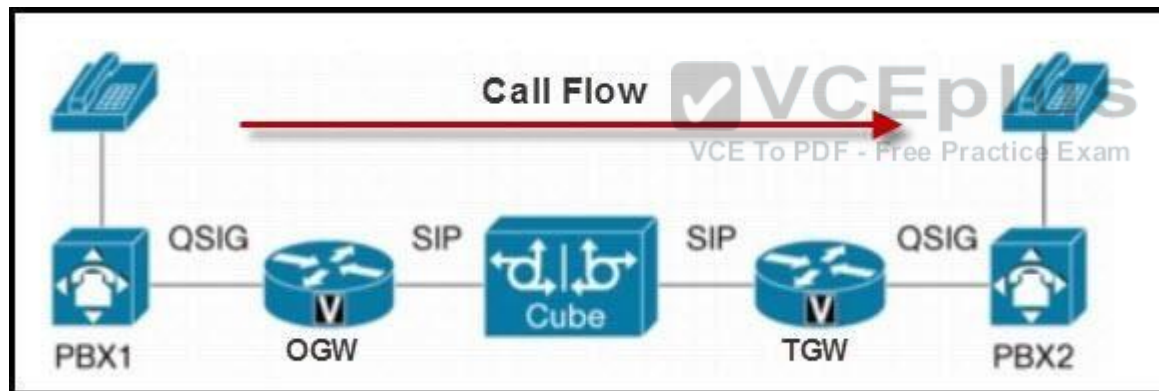 Call Flow
VCEplus
VCE To PDF - Free Practice Exam
QSIG
SIP
SIP
QSIG
V
Cube
V
PBX1
OGW
TGW
PBX2